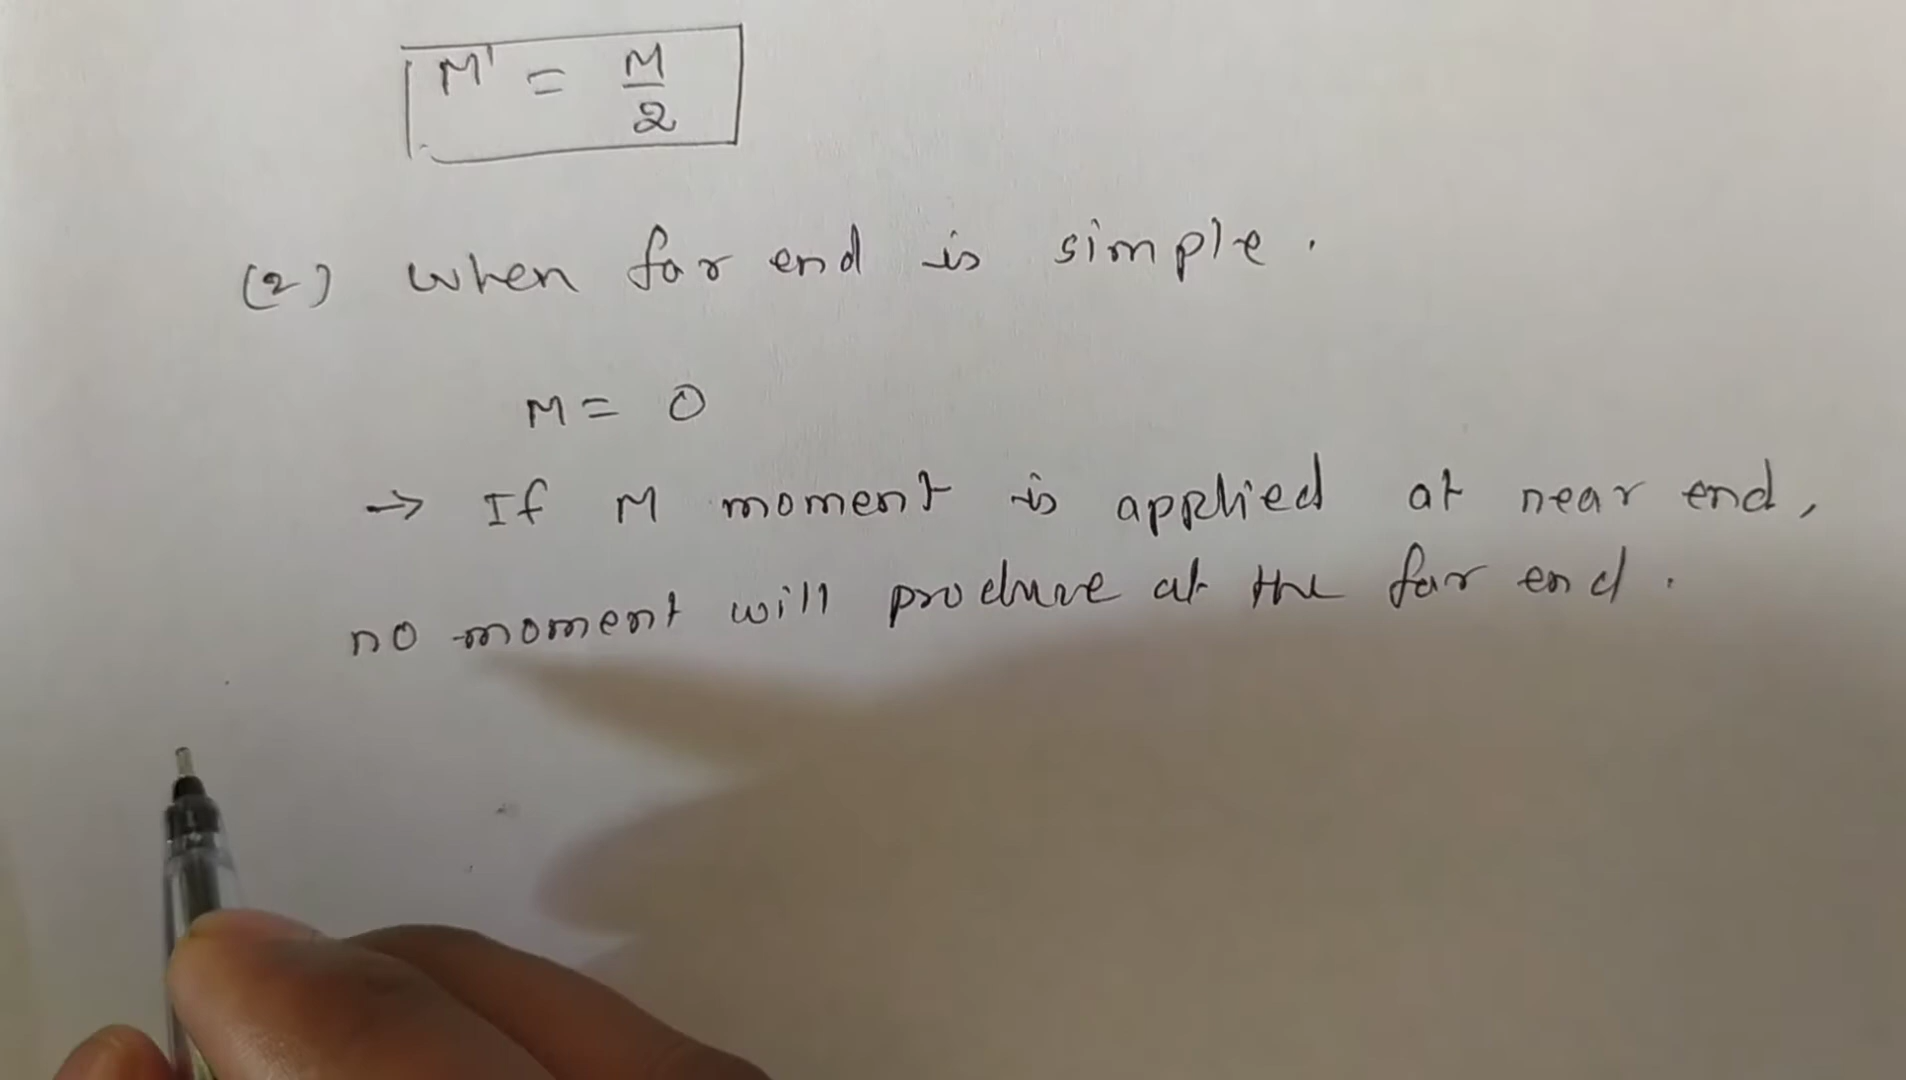 M' = M/2
(2) when far end is simple.
M = 0
→ If M moment is applied at near end,
no moment will produce at the far end.